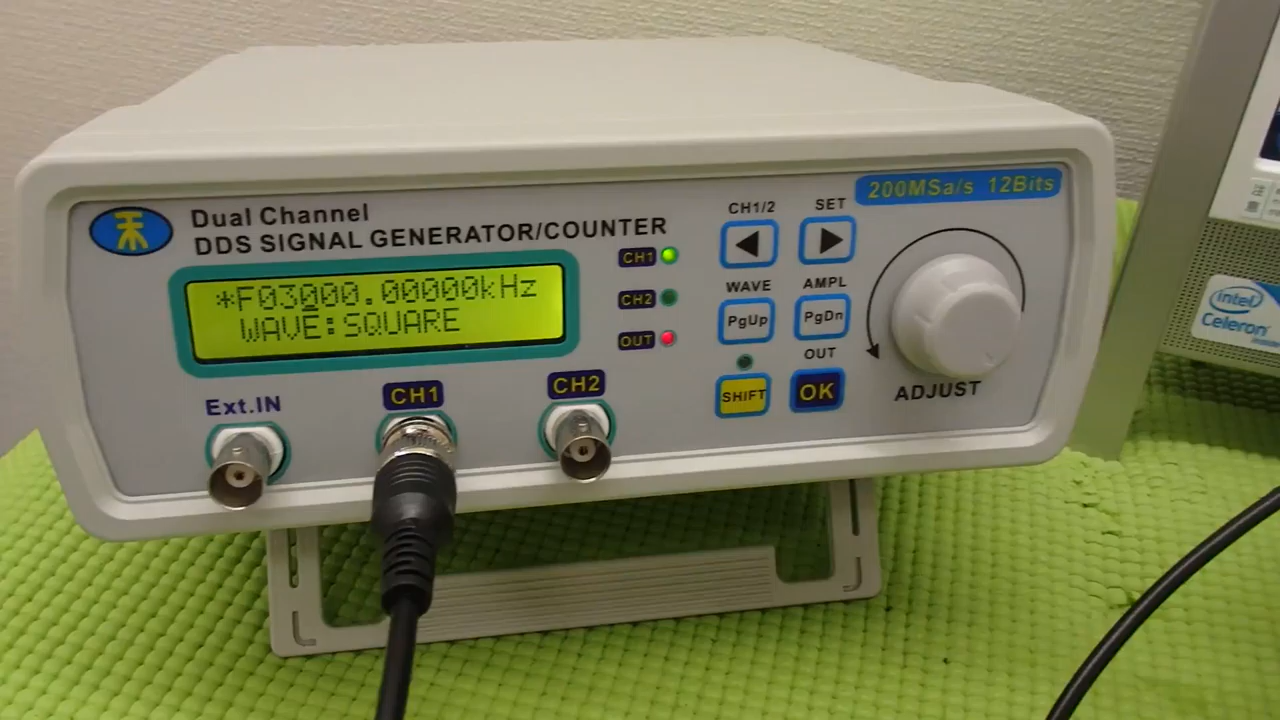 200MSa/s 12Bits
Dual Channel
DDS SIGNAL GENERATOR/COUNTER
*F03000.00000kHz
WAVE:SQUARE
CH1
CH2
OUT
CH1/2
SET
WAVE
AMPL
PgUp
PgDn
OUT
SHIFT
OK
ADJUST
Ext.IN
CH1
CH2
intel
Celeron